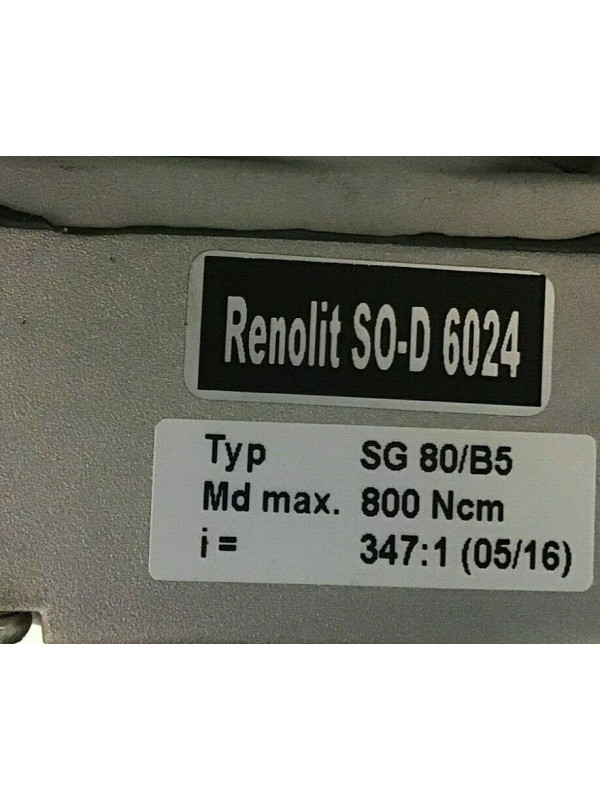 Renolit SO-D 6024
Typ SG 80/B5
Md max. 800 Ncm
i = 347:1 (05/16)